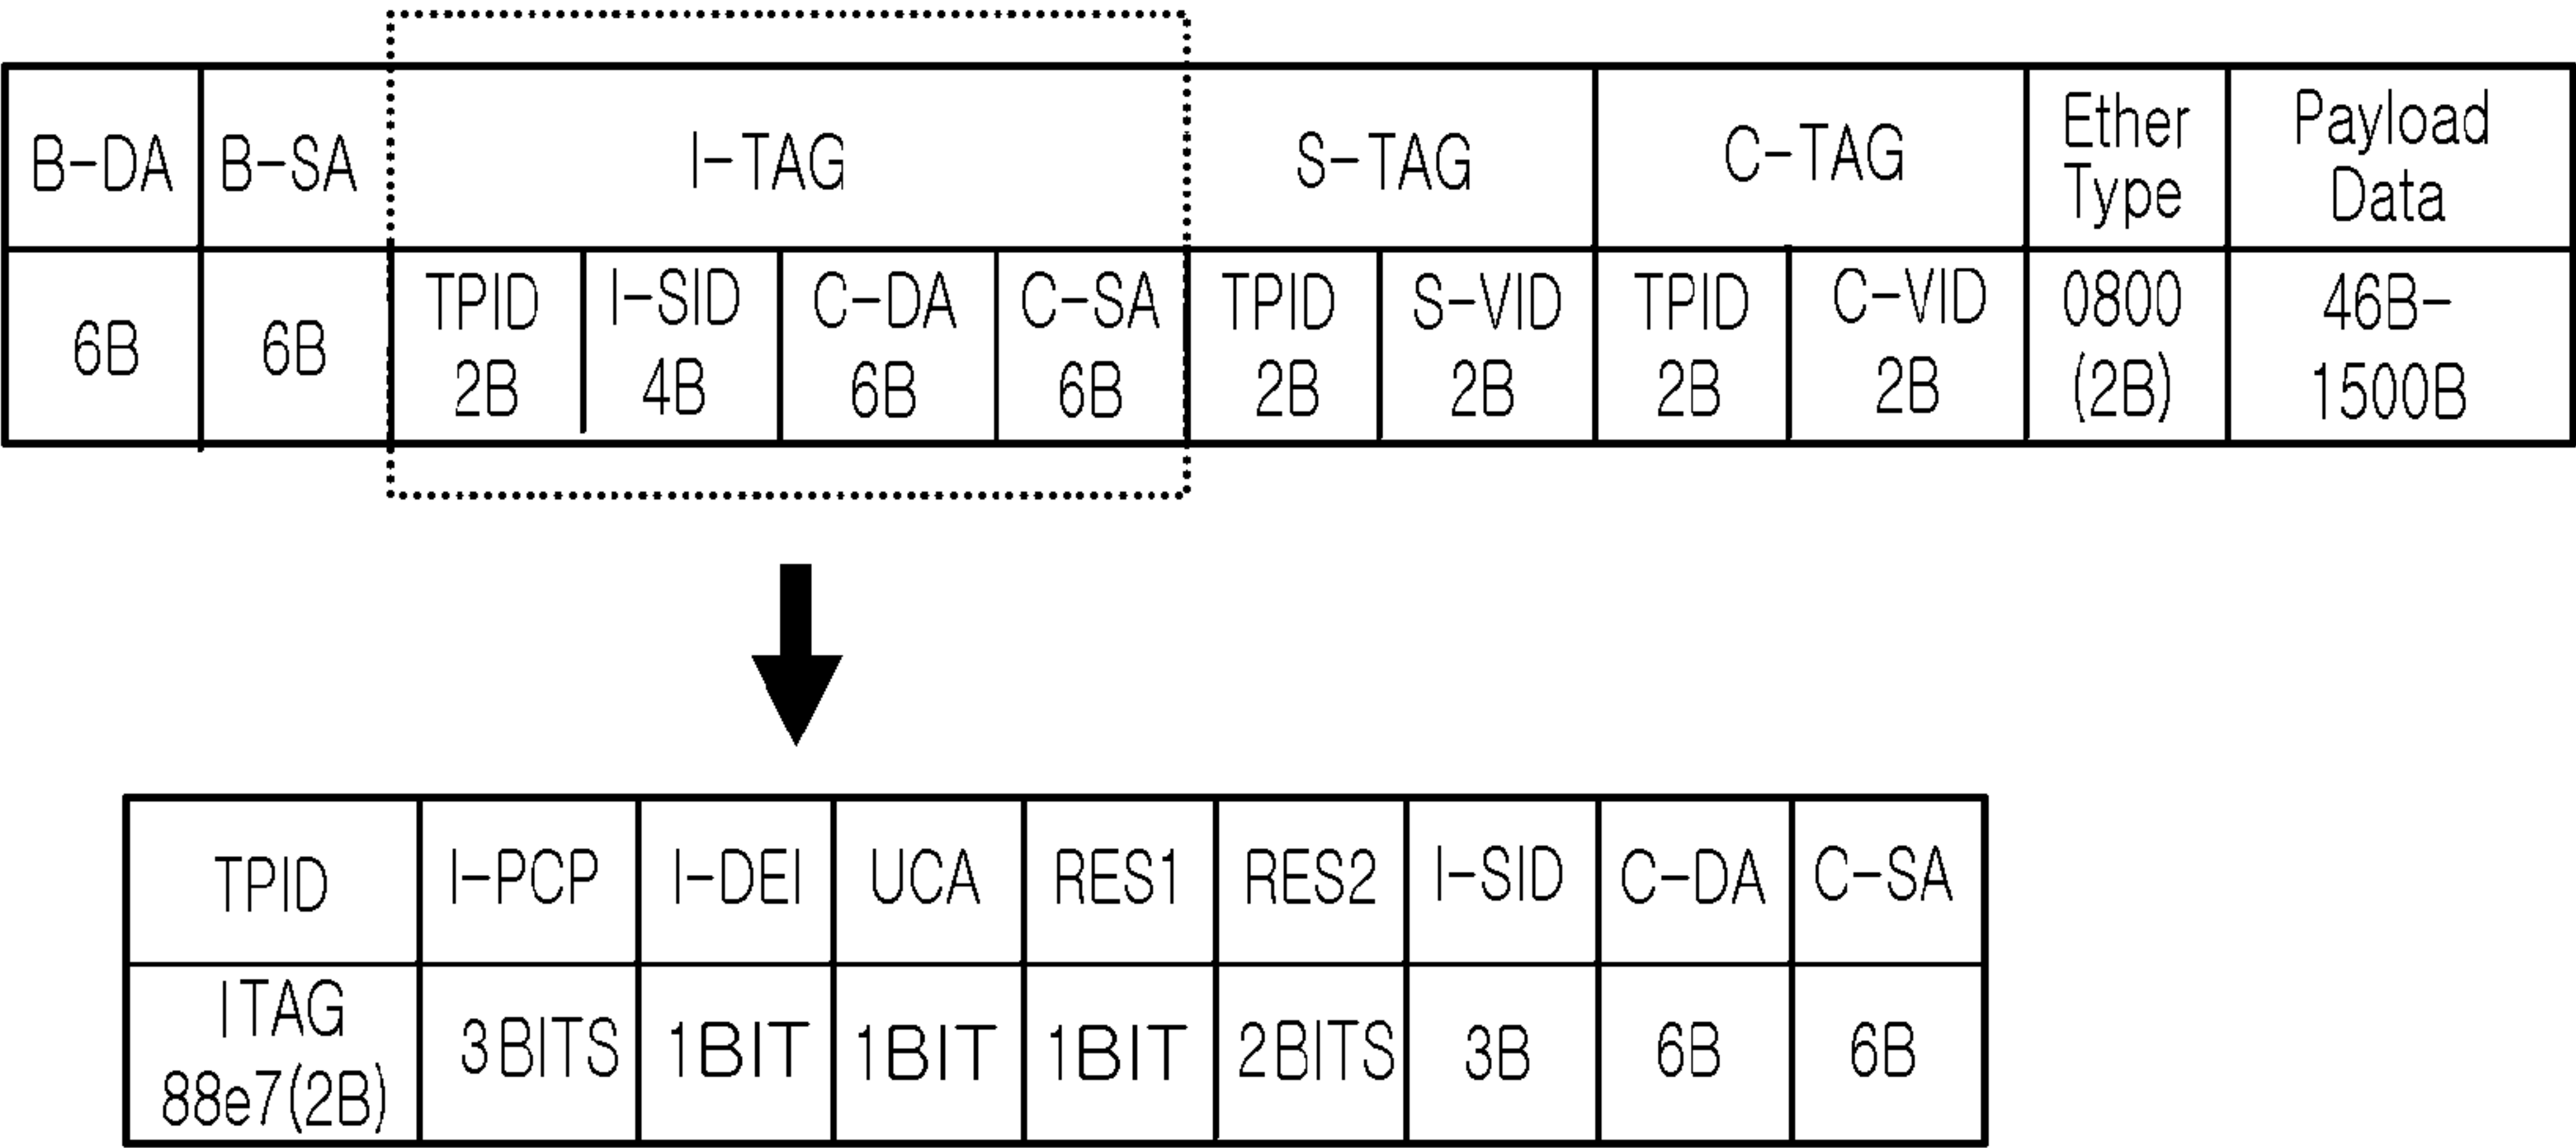 B-DA
B-SA
I-TAG
S-TAG
C-TAG
Ether
Type
Payload
Data
6B
6B
TPID
2B
I-SID
4B
C-DA
6B
C-SA
6B
TPID
2B
S-VID
2B
TPID
2B
C-VID
2B
0800
(2B)
46B-
1500B
TPID
I-PCP
I-DEI
UCA
RES1
RES2
I-SID
C-DA
C-SA
ITAG
88e7(2B)
3BITS
1BIT
1BIT
1BIT
2BITS
3B
6B
6B